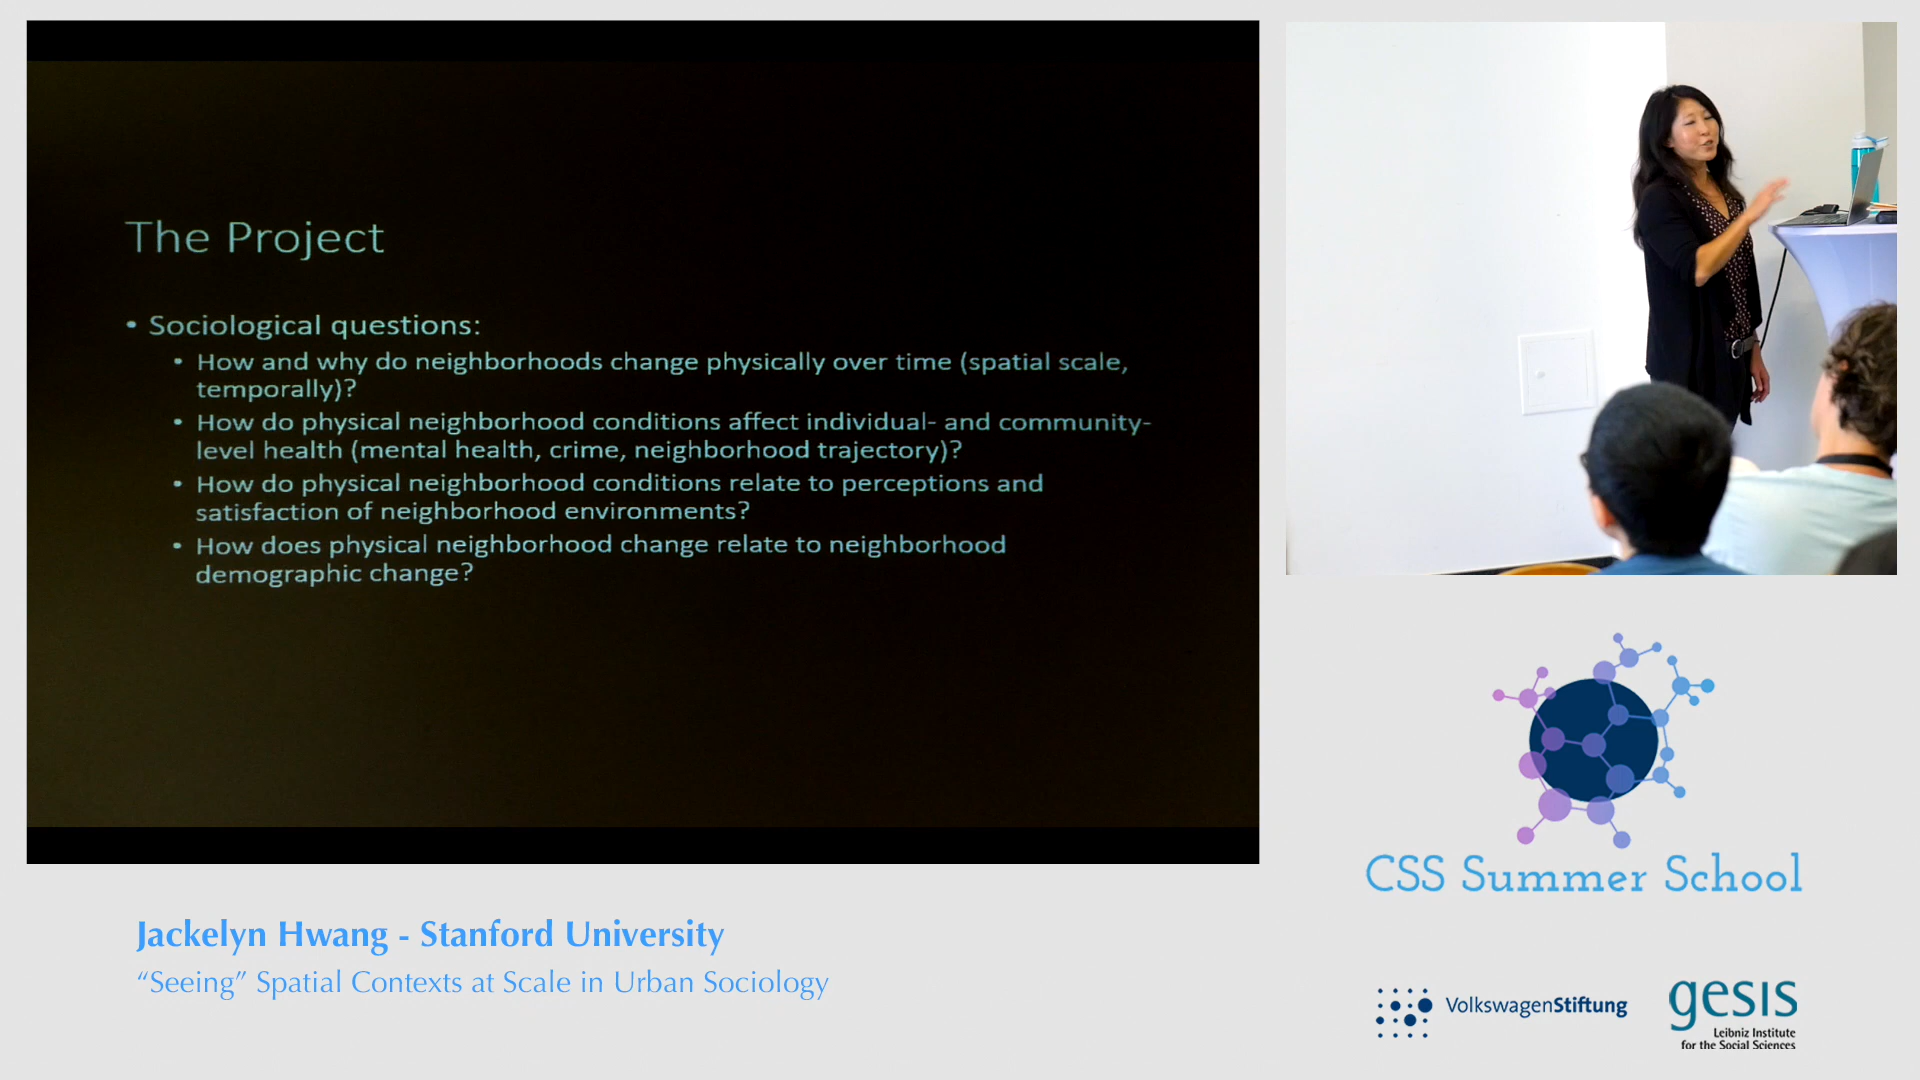 The Project
• Sociological questions:
• How and why do neighborhoods change physically over time (spatial scale,
temporally)?
• How do physical neighborhood conditions affect individual- and community-
level health (mental health, crime, neighborhood trajectory)?
• How do physical neighborhood conditions relate to perceptions and
satisfaction of neighborhood environments?
• How does physical neighborhood change relate to neighborhood
demographic change?
CSS Summer School
Jackelyn Hwang - Stanford University
“Seeing” Spatial Contexts at Scale in Urban Sociology
VolkswagenStiftung
gesis
Leibniz Institute
for the Social Sciences